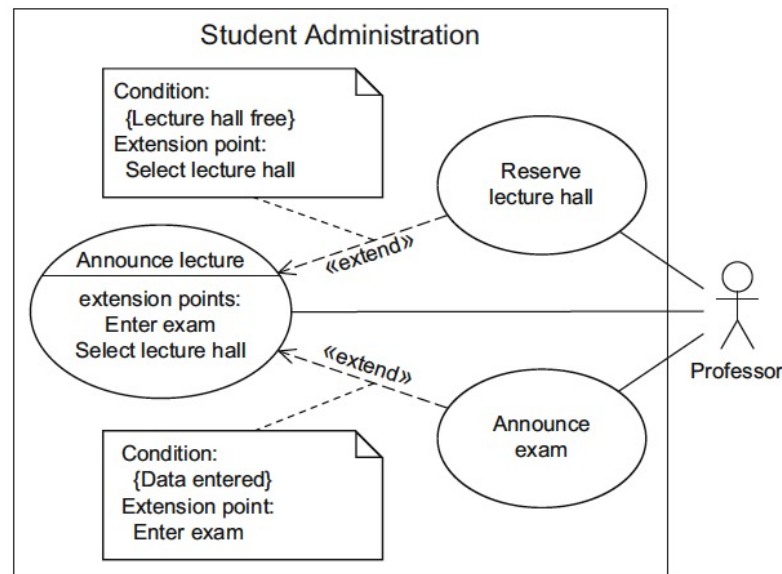 Student Administration
Condition:
{Lecture hall free}
Extension point:
Select lecture hall
Reserve
lecture hall
«extend»
Announce lecture
extension points:
Enter exam
Select lecture hall
Professor
«extend»
Announce
exam
Condition:
{Data entered}
Extension point:
Enter exam